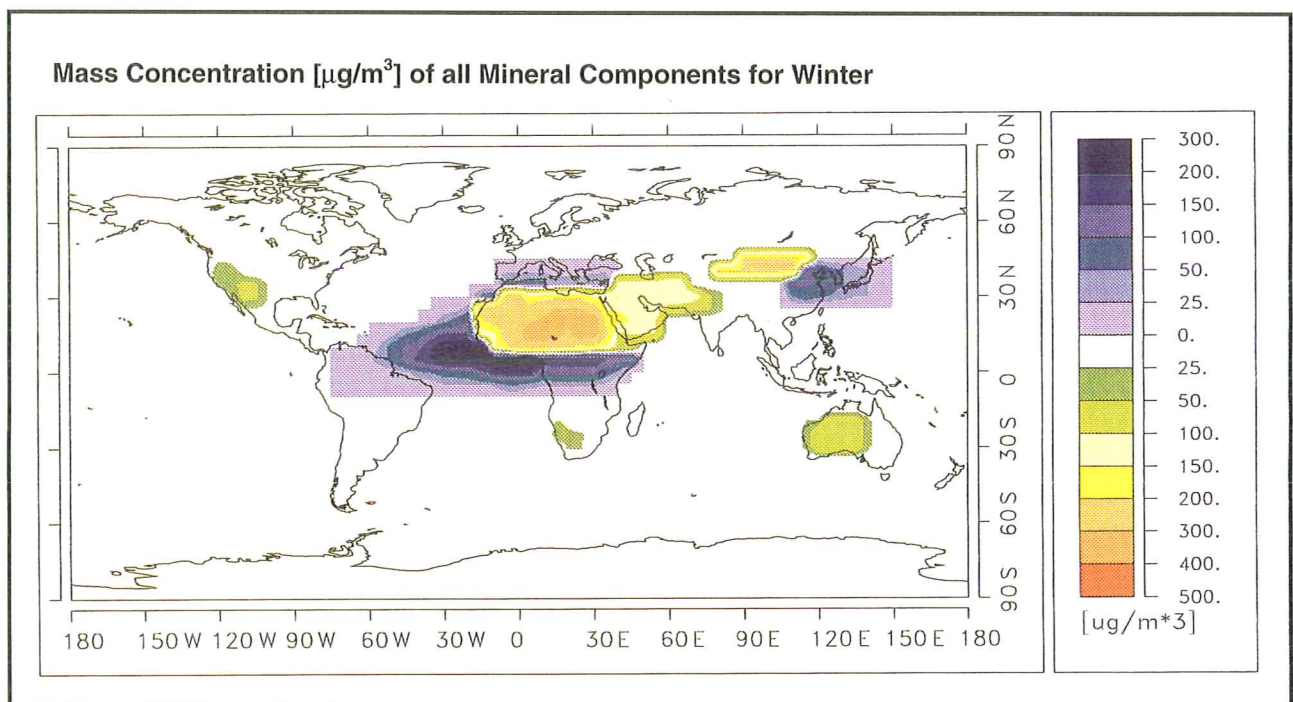 Mass Concentration [μg/m³] of all Mineral Components for Winter
90N
60N
30N
0
30S
60S
90S
180 150W 120W 90W 60W 30W 0 30E 60E 90E 120E 150E 180
300.
200.
150.
100.
50.
25.
0.
25.
50.
100.
150.
200.
300.
400.
500.
[ug/m*3]